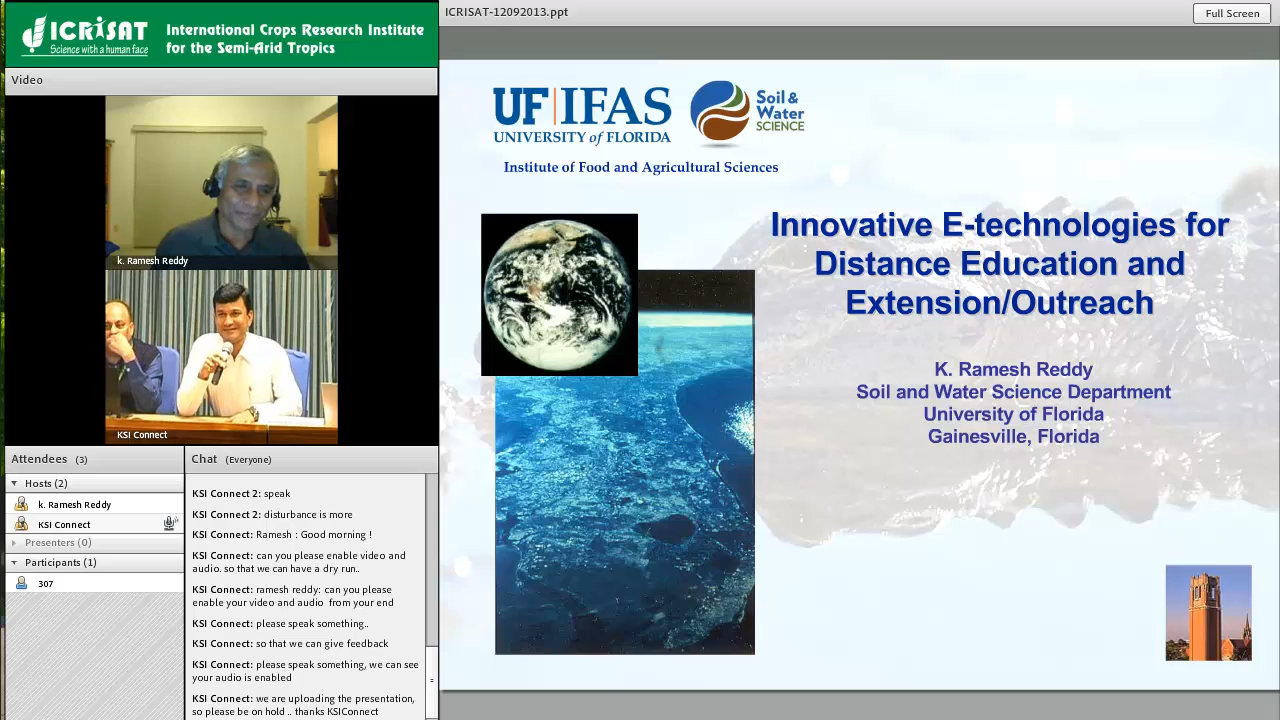 ICRISAT
Science with a human face
International Crops Research Institute
for the Semi-Arid Tropics
Video
k. Ramesh Reddy
KSI Connect
Attendees (3)
Hosts (2)
k. Ramesh Reddy
KSI Connect
Presenters (0)
Participants (1)
307
Chat (Everyone)
KSI Connect 2: speak
KSI Connect 2: disturbance is more
KSI Connect: Ramesh : Good morning !
KSI Connect: can you please enable video and
audio. so that we can have a dry run..
KSI Connect: ramesh reddy: can you please
enable your video and audio from your end
KSI Connect: please speak something..
KSI Connect: so that we can give feedback
KSI Connect: please speak something, we can see
your audio is enabled
KSI Connect: we are uploading the presentation,
so please be on hold .. thanks KSIConnect
ICRISAT-12092013.ppt
Full Screen
UF|IFAS
UNIVERSITY of FLORIDA
Soil &
Water
SCIENCE
Institute of Food and Agricultural Sciences
Innovative E-technologies for
Distance Education and
Extension/Outreach
K. Ramesh Reddy
Soil and Water Science Department
University of Florida
Gainesville, Florida